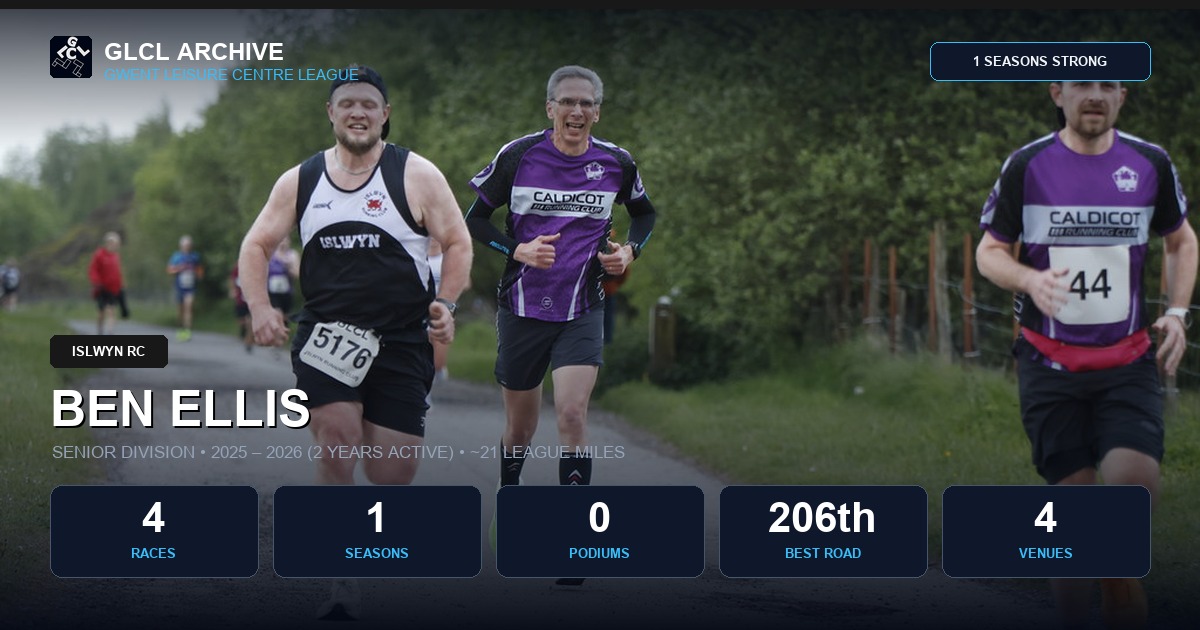 GLCL ARCHIVE
GWENT LEISURE CENTRE LEAGUE
1 SEASONS STRONG
ISLWYN
CALDICOT
RUNNING CLUB
CALDICOT
RUNNING CLUB
44
GLCL
5176
ISLWYN RC
BEN ELLIS
SENIOR DIVISION • 2025 – 2026 (2 YEARS ACTIVE) • ~21 LEAGUE MILES
4
RACES
1
SEASONS
0
PODIUMS
206th
BEST ROAD
4
VENUES